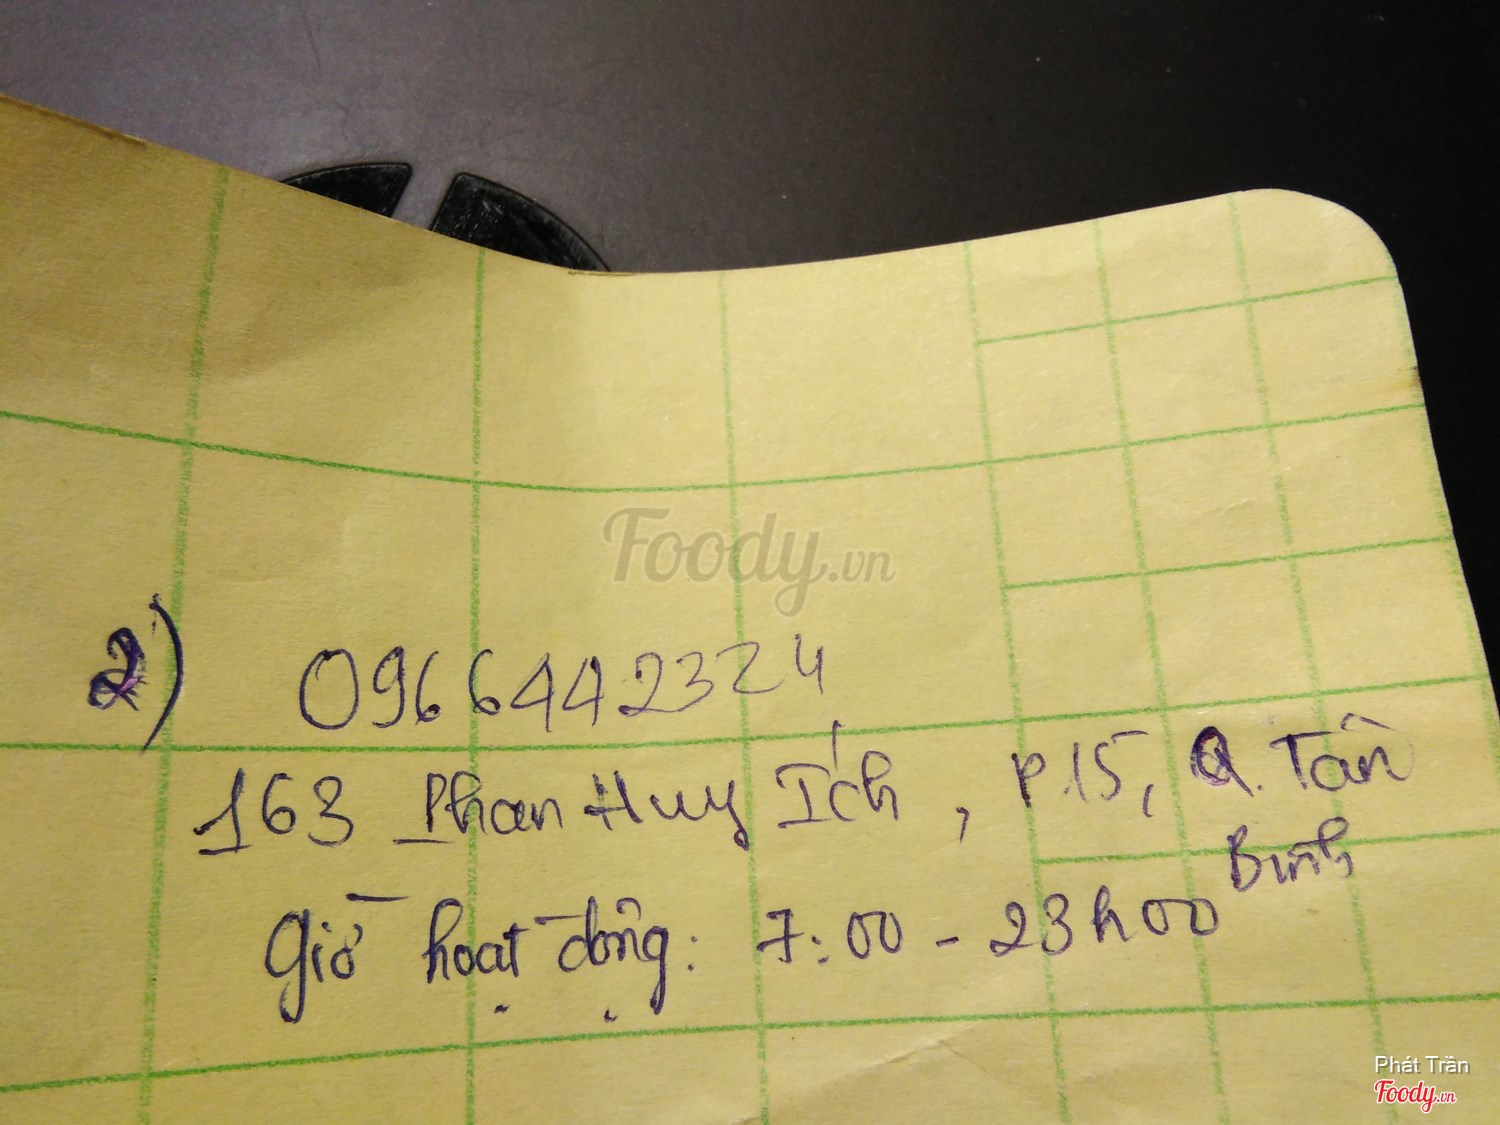 Foody.vn
2) 0966442324
163 Phan Huy Ích, P.15, Q. Tân
Bình
Giờ hoạt động: 7:00 - 23h00
Phát Trần
Foody.vn